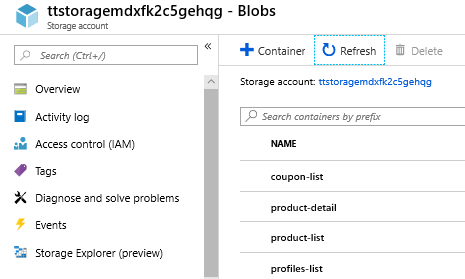 ttstoragemdxfk2c5gehqg - Blobs
Storage account
Search (Ctrl+/)
Overview
Activity log
Access control (IAM)
Tags
Diagnose and solve problems
Events
Storage Explorer (preview)
Container
Refresh
Delete
Storage account: ttstoragemdxfk2c5gehqg
Search containers by prefix
NAME
coupon-list
product-detail
product-list
profiles-list